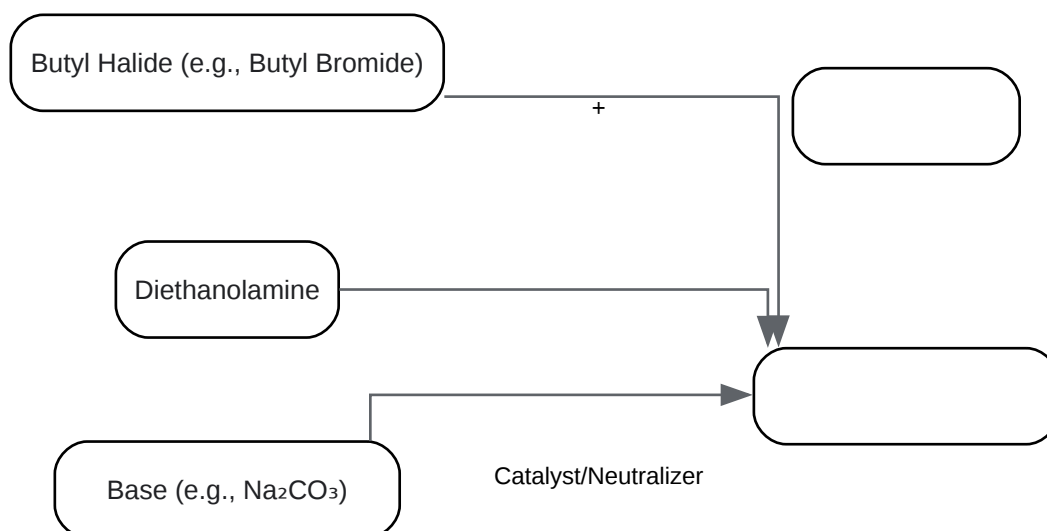 Butyl Halide (e.g., Butyl Bromide)
+
Diethanolamine
Base (e.g., Na₂CO₃)
Catalyst/Neutralizer